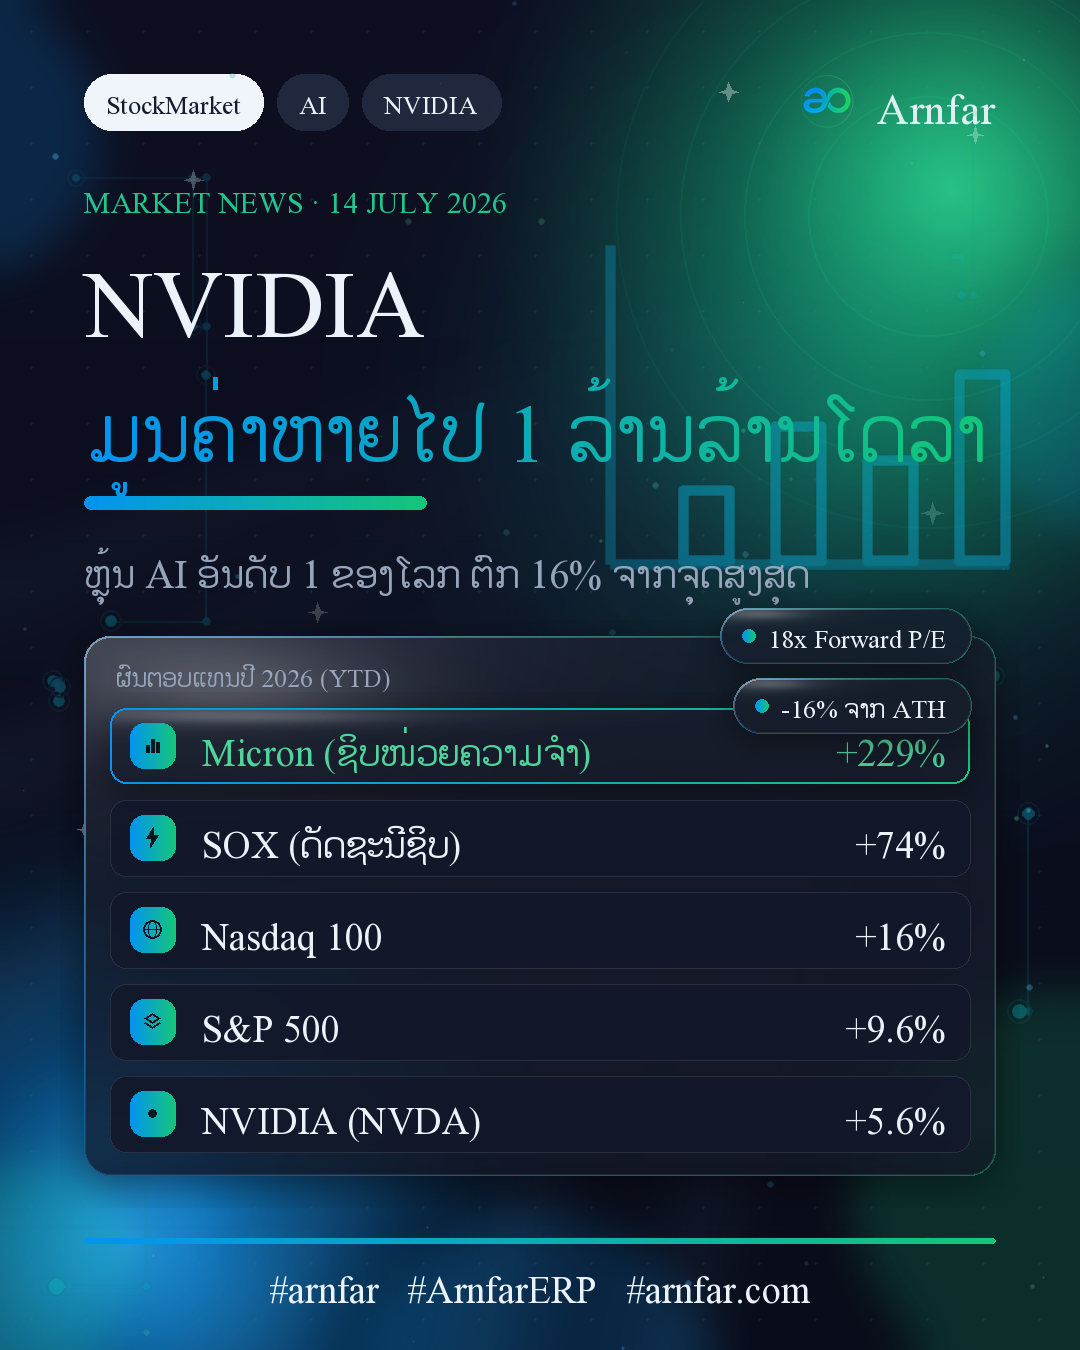 StockMarket AI NVIDIA
Arnfar
MARKET NEWS · 14 JULY 2026
NVIDIA
ມູນຄ່າຫາຍໄປ 1 ລ້ານລ້ານໂດລາ
ຫຼຸ້ນ AI ອັນດັບ 1 ຂອງໂລກ ຕົກ 16% ຈາກຈຸດສູງສຸດ
18x Forward P/E
ຜົນຕອບແທນປີ 2026 (YTD)
-16% ຈາກ ATH
Micron (ຊິບໜ່ວຍຄວາມຈຳ) +229%
SOX (ດັດຊະນີຊິບ) +74%
Nasdaq 100 +16%
S&P 500 +9.6%
NVIDIA (NVDA) +5.6%
#arnfar #ArnfarERP #arnfar.com